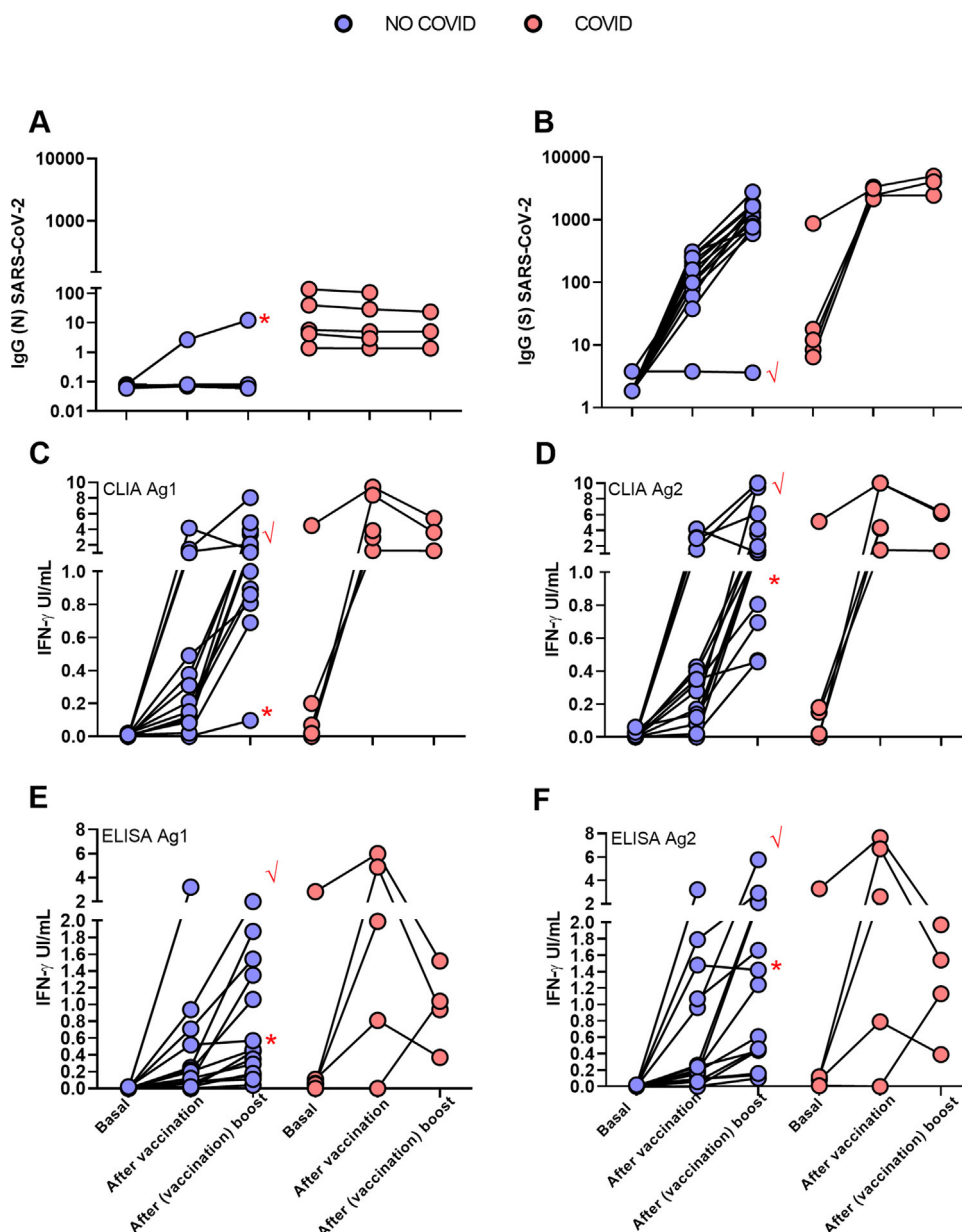 NO COVID COVID
A B
IgG (N) SARS-CoV-2
10000
1000
100
10
1
0.1
0.01
*
IgG (S) SARS-CoV-2
10000
1000
100
10
1
√
C D
CLIA Ag1
IFN-γ UI/mL
10
8
6
4
2
1.0
0.8
0.6
0.4
0.2
0.0
√
*
CLIA Ag2
IFN-γ UI/mL
10
8
6
4
2
1.0
0.8
0.6
0.4
0.2
0.0
√
*
E F
ELISA Ag1
IFN-γ UI/mL
8
6
4
2
2.0
1.8
1.6
1.4
1.2
1.0
0.8
0.6
0.4
0.2
0.0
√
*
ELISA Ag2
IFN-γ UI/mL
8
6
4
2
2.0
1.8
1.6
1.4
1.2
1.0
0.8
0.6
0.4
0.2
0.0
√
*
Basal
After vaccination
After (vaccination) boost
Basal
After vaccination
After (vaccination) boost
Basal
After vaccination
After (vaccination) boost
Basal
After vaccination
After (vaccination) boost